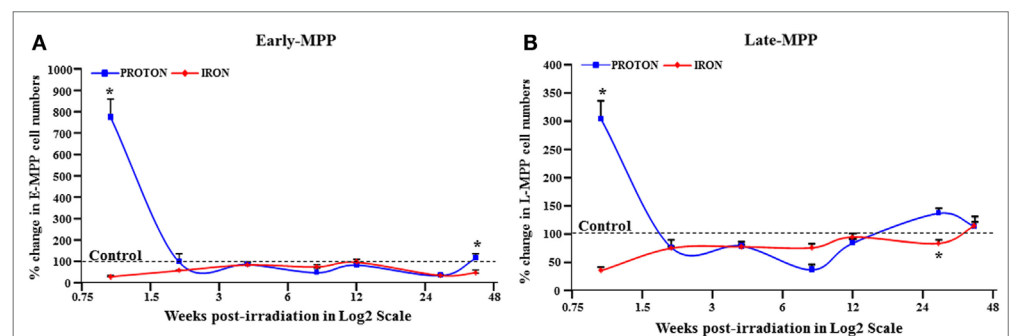 A
Early-MPP
PROTON IRON
% change in E-MPP cell numbers
1000
900
800
700
600
500
400
300
200
100
0
*
Control
*
0.75 1.5 3 6 12 24 48
Weeks post-irradiation in Log2 Scale
B
Late-MPP
PROTON IRON
% change in L-MPP cell numbers
400
350
300
250
200
150
100
50
0
*
Control
*
0.75 1.5 3 6 12 24 48
Weeks post-irradiation in Log2 Scale